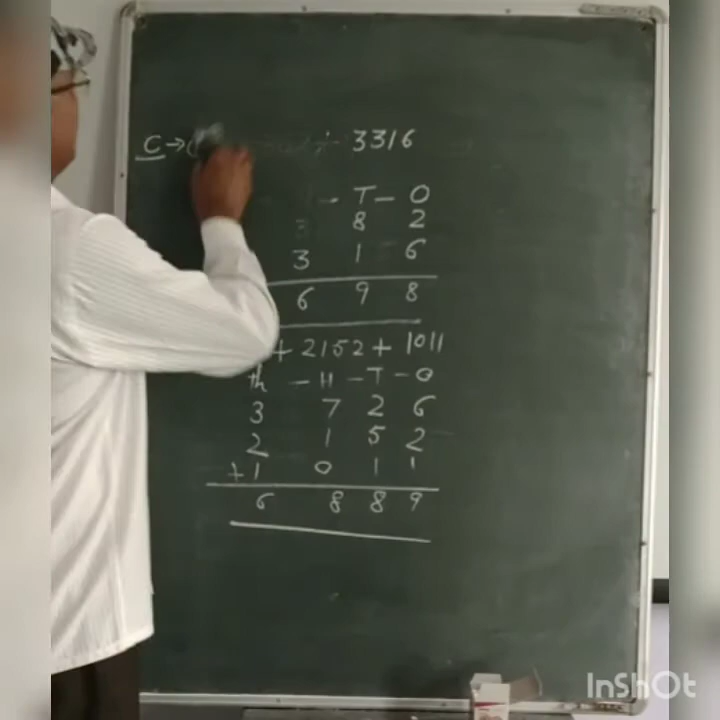 C → + 3316
- T - O
8 2
3 1 6
6 9 8
+ 2152 + 1011
th - H - T - O
3 7 2 6
2 1 5 2
+1 0 1 1
6 8 8 9
InShOt